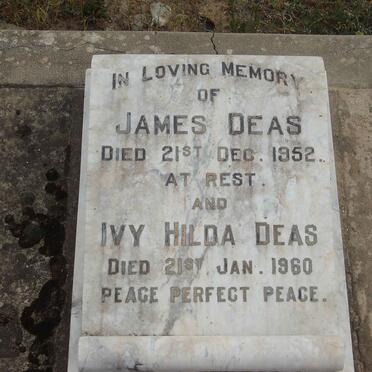 IN LOVING MEMORY
OF
JAMES DEAS
DIED 21ST DEC. 1952.
AT REST.
AND
IVY HILDA DEAS
DIED 21ST JAN. 1960
PEACE PERFECT PEACE.